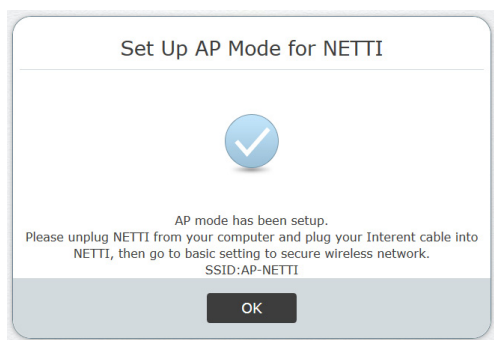 Set Up AP Mode for NETTI
AP mode has been setup.
Please unplug NETTI from your computer and plug your Interent cable into
NETTI, then go to basic setting to secure wireless network.
SSID:AP-NETTI
OK